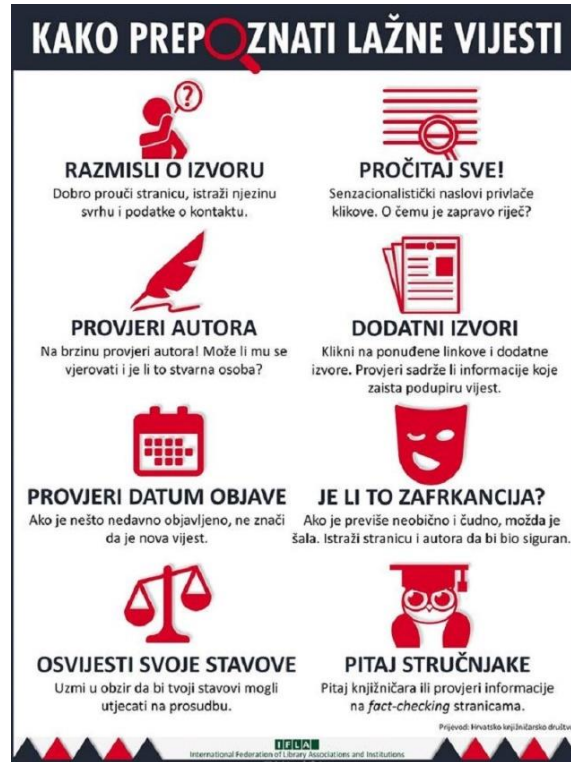 KAKO PREPOZNATI LAŽNE VIJESTI
RAZMISLI O IZVORU
Dobro prouči stranicu, istraži njezinu
svrhu i podatke o kontaktu.
PROČITAJ SVE!
Senzacionalistički naslovi privlače
klikove. O čemu je zapravo riječ?
PROVJERI AUTORA
Na brzinu provjeri autora! Može li mu se
vjerovati i je li to stvarna osoba?
DODATNI IZVORI
Klikni na ponuđene linkove i dodatne
izvore. Provjeri sadrže li informacije koje
zaista podupiru vijest.
PROVJERI DATUM OBJAVE
Ako je nešto nedavno objavljeno, ne znači
da je nova vijest.
JE LI TO ZAFRKANCIJA?
Ako je previše neobično i čudno, možda je
šala. Istraži stranicu i autora da bi bio siguran.
OSVIJESTI SVOJE STAVOVE
Uzmi u obzir da bi tvoji stavovi mogli
utjecati na prosudbu.
PITAJ STRUČNJAKE
Pitaj knjižničara ili provjeri informacije
na fact-checking stranicama.
Prijevod: Hrvatsko knjižničarsko društvo
IFLA
International Federation of Library Associations and Institutions